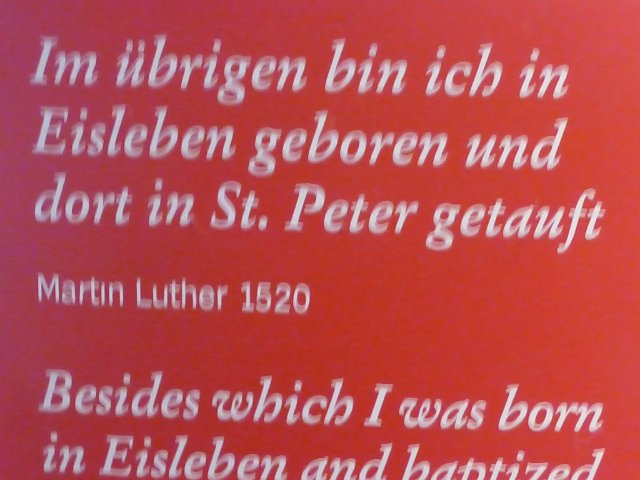 Im übrigen bin ich in
Eisleben geboren und
dort in St. Peter getauft
Martin Luther 1520
Besides which I was born
in Eisleben and baptized